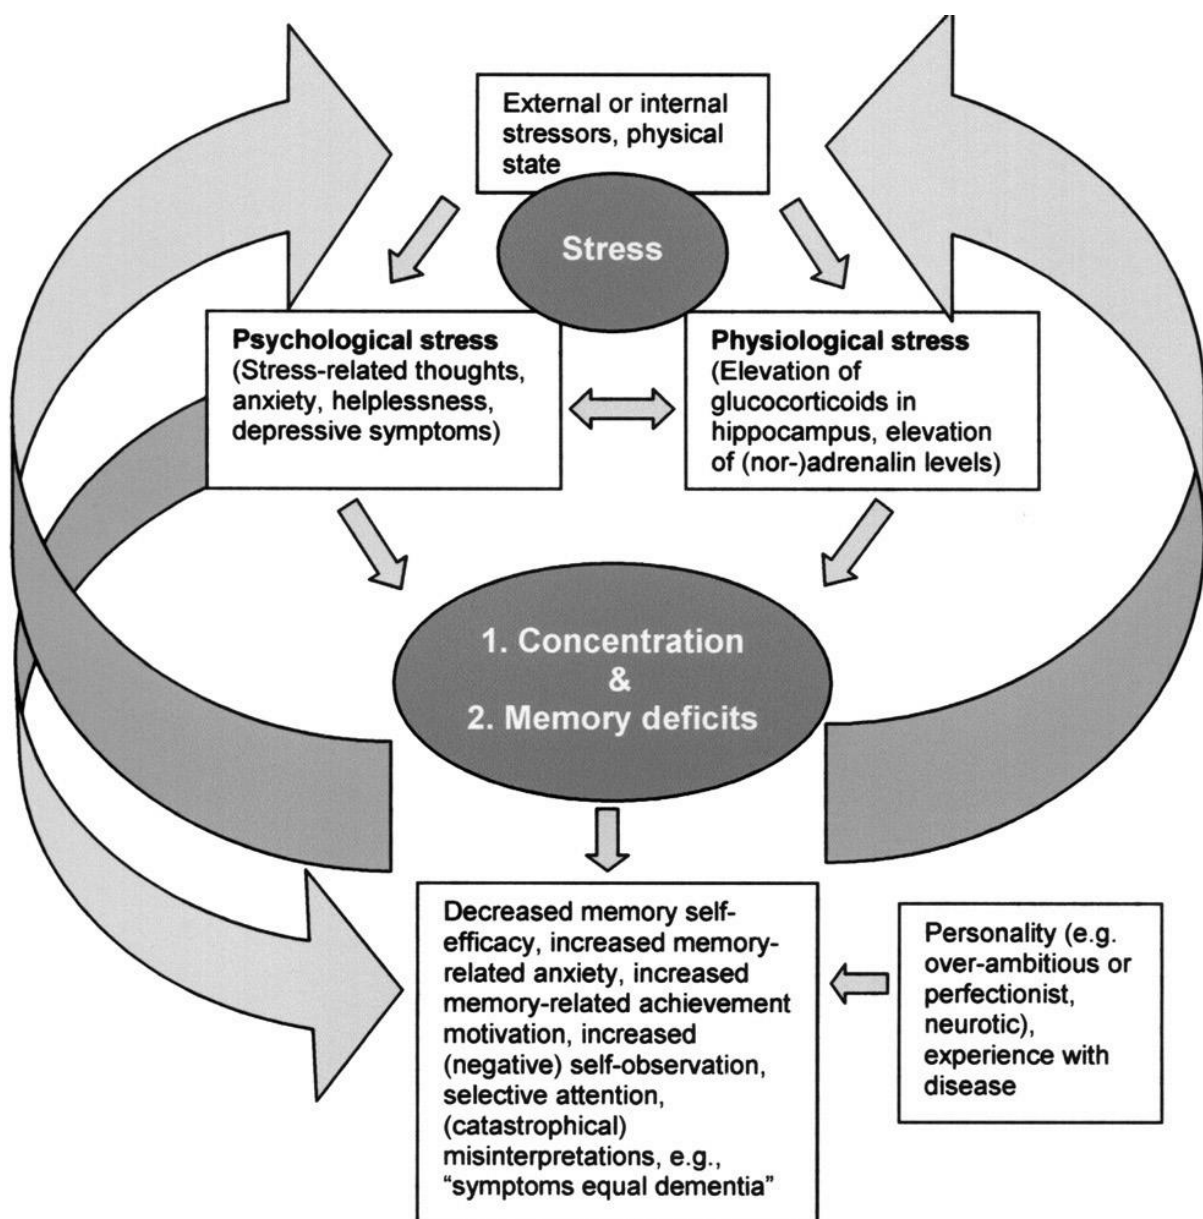 External or internal
stressors, physical
state
Stress
Psychological stress
(Stress-related thoughts,
anxiety, helplessness,
depressive symptoms)
Physiological stress
(Elevation of
glucocorticoids in
hippocampus, elevation
of (nor-)adrenalin levels)
1. Concentration
&
2. Memory deficits
Decreased memory self-
efficacy, increased memory-
related anxiety, increased
memory-related achievement
motivation, increased
(negative) self-observation,
selective attention,
(catastrophical)
misinterpretations, e.g.,
“symptoms equal dementia”
Personality (e.g.
over-ambitious or
perfectionist,
neurotic),
experience with
disease